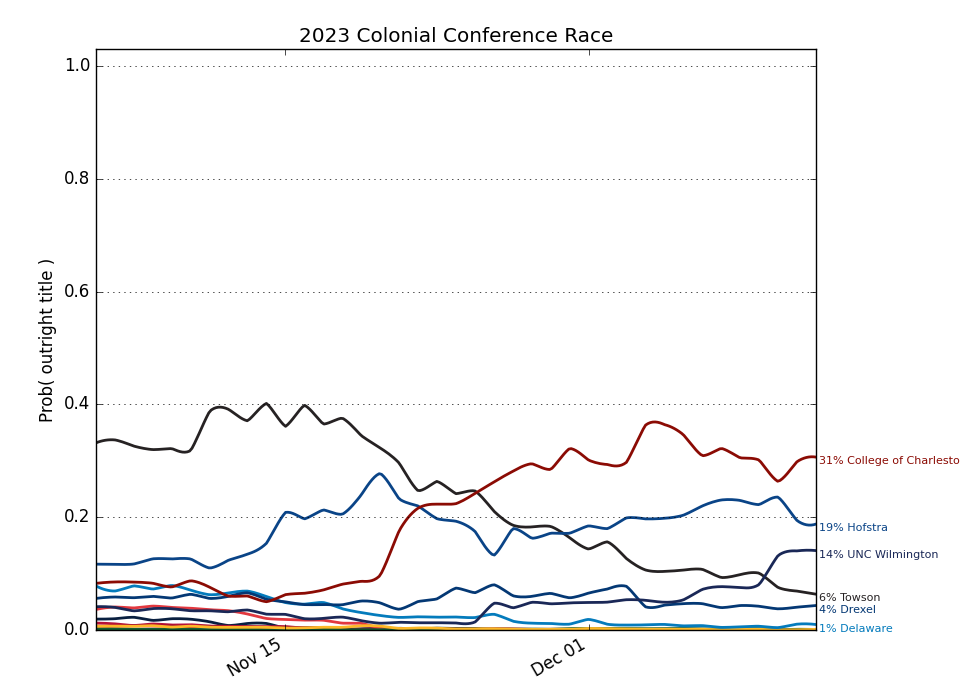 2023 Colonial Conference Race
Prob( outright title )
1.0
0.8
0.6
0.4
0.2
0.0
Nov 15
Dec 01
31% College of Charlesto
19% Hofstra
14% UNC Wilmington
6% Towson
4% Drexel
1% Delaware